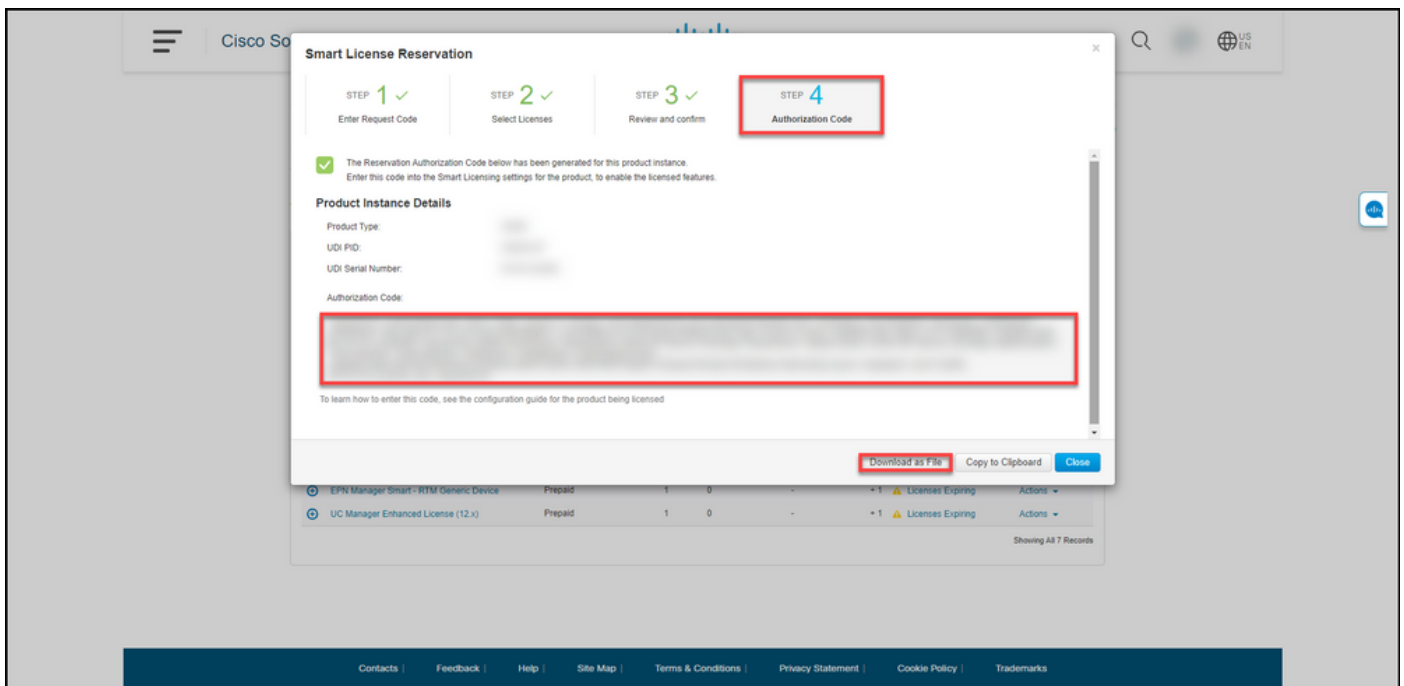 Cisco So
US
EN
Smart License Reservation
×
STEP 1 ✓
Enter Request Code
STEP 2 ✓
Select Licenses
STEP 3 ✓
Review and confirm
STEP 4
Authorization Code
The Reservation Authorization Code below has been generated for this product instance.
Enter this code into the Smart Licensing settings for the product, to enable the licensed features.
Product Instance Details
Product Type:
UDI PID:
UDI Serial Number:
Authorization Code:
To learn how to enter this code, see the configuration guide for the product being licensed
Download as File Copy to Clipboard Close
EPN Manager Smart - RTM Generic Device Prepaid 1 0 - + 1 Licenses Expiring Actions
UC Manager Enhanced License (12.x) Prepaid 1 0 - + 1 Licenses Expiring Actions
Showing All 7 Records
Contacts | Feedback | Help | Site Map | Terms & Conditions | Privacy Statement | Cookie Policy | Trademarks